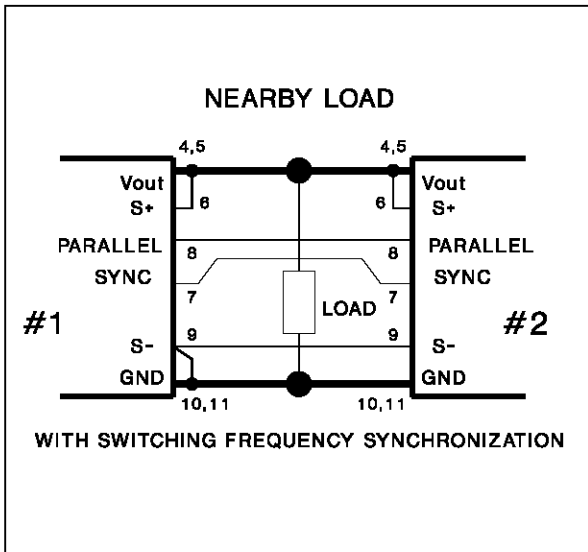 NEARBY LOAD
4,5 4,5
Vout Vout
S+ 6 6 S+
PARALLEL 8 8 PARALLEL
SYNC 7 7 SYNC
LOAD
#1 #2
S- 9 9 S-
GND GND
10,11 10,11
WITH SWITCHING FREQUENCY SYNCHRONIZATION